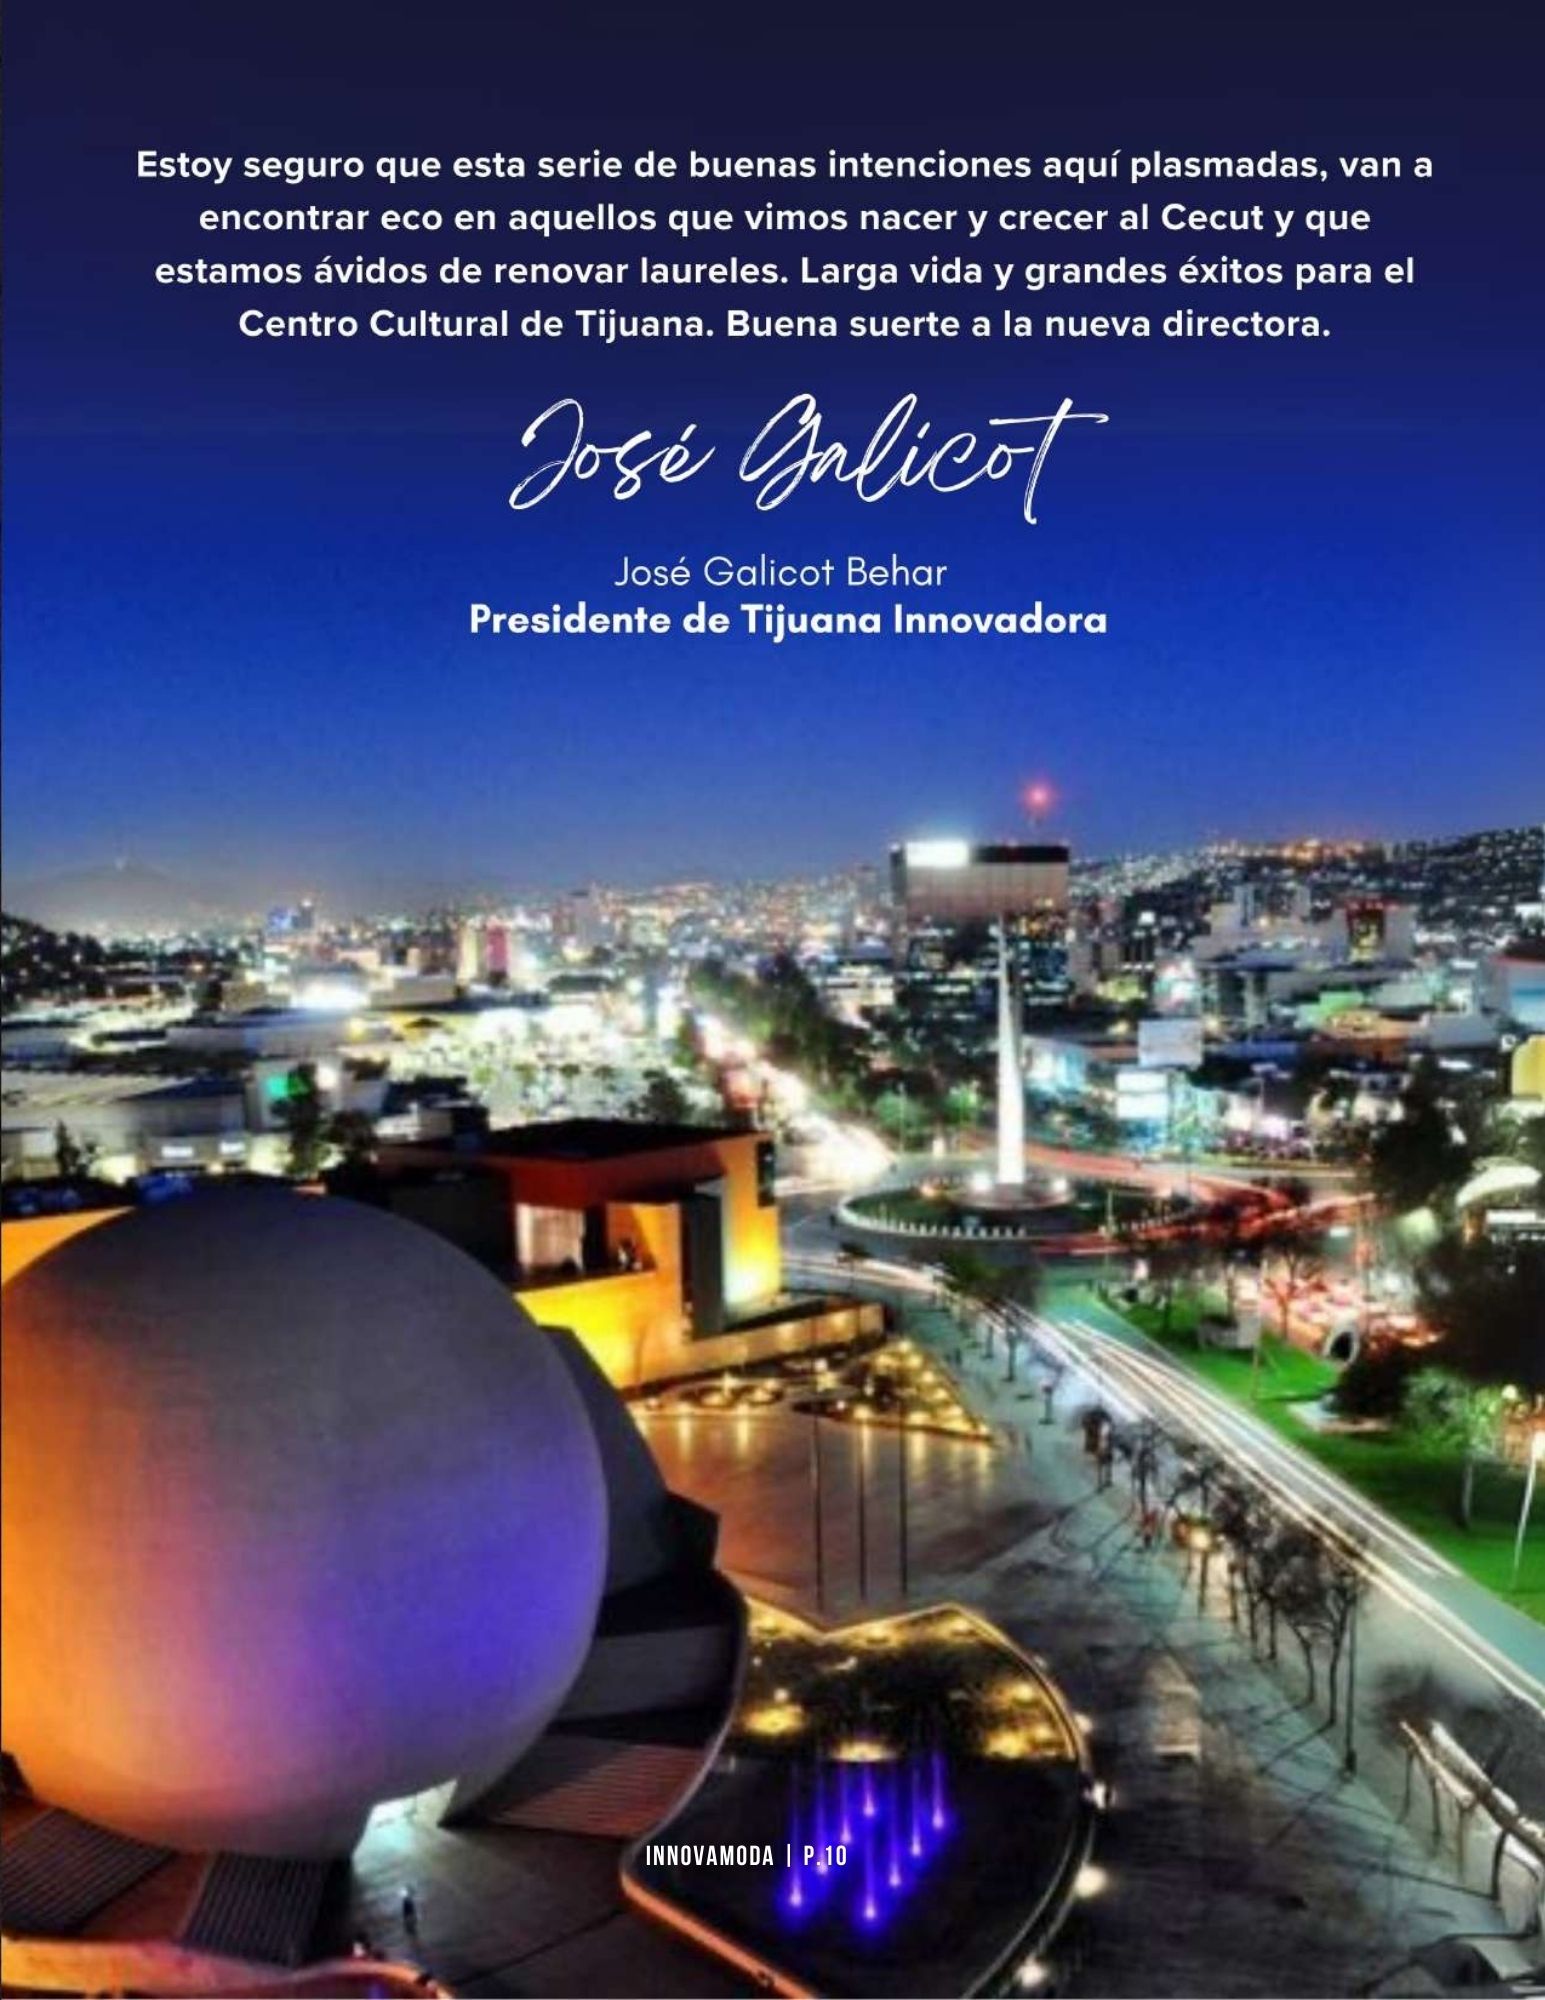 Estoy seguro que esta serie de buenas intenciones aquí plasmadas, van a
encontrar eco en aquellos que vimos nacer y crecer al Cecut y que
estamos ávidos de renovar laureles. Larga vida y grandes éxitos para el
Centro Cultural de Tijuana. Buena suerte a la nueva directora.
José Galicot
José Galicot Behar
Presidente de Tijuana Innovadora
INNOVAMODA | P.10